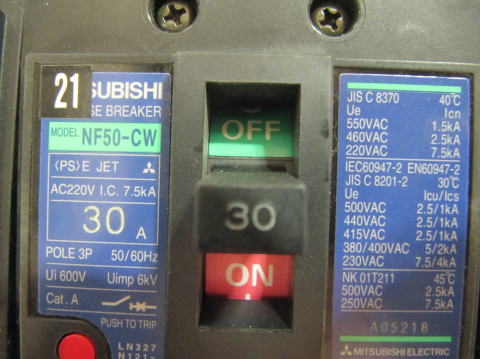 21
SUBISHI
SE BREAKER
MODEL NF50-CW
<PS>E JET
AC220V I.C. 7.5kA
30 A
POLE 3P 50/60Hz
Ui 600V Uimp 6kV
Cat. A
PUSH TO TRIP
LN327
OFF
30
ON
JIS C 8370 40℃
Ue Icn
550VAC 1.5kA
460VAC 2.5kA
220VAC 7.5kA
IEC60947-2 EN60947-2
JIS C 8201-2 30℃
Ue Icu/Ics
500VAC 2.5/1kA
440VAC 2.5/1kA
415VAC 2.5/1kA
380/400VAC 5/2kA
230VAC 7.5/4kA
NK 01T211 45℃
500VAC 2.5kA
250VAC 7.5kA
A05218
MITSUBISHI ELECTRIC